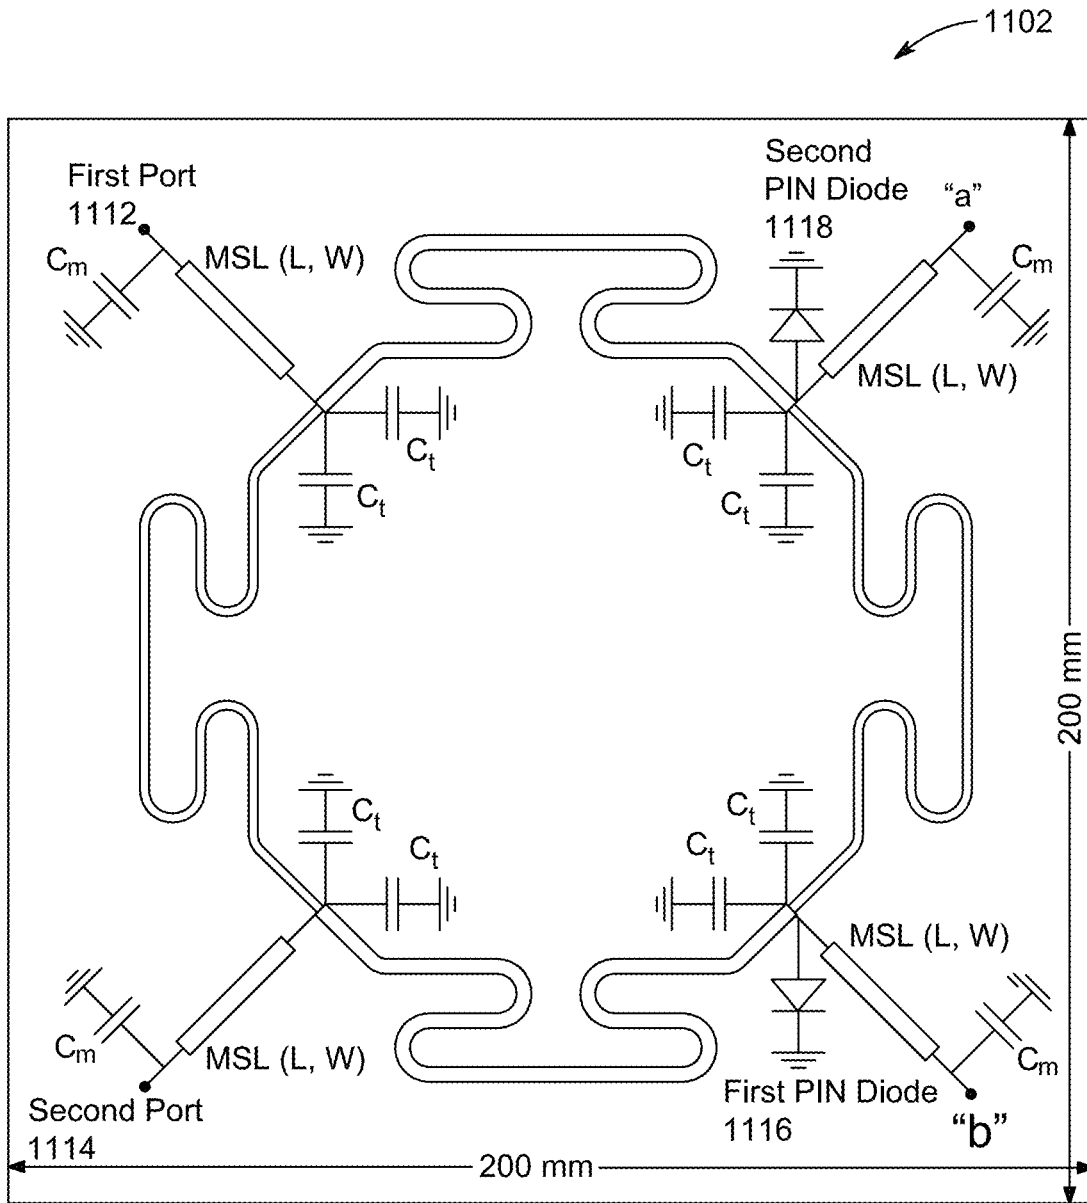 1102
First Port
1112
Second
PIN Diode
1118
“a”
Cm
MSL (L, W)
Cm
MSL (L, W)
Ct
Ct
Ct
Ct
200 mm
Ct
Ct
Ct
Ct
MSL (L, W)
Cm
MSL (L, W)
Cm
Second Port
1114
First PIN Diode
1116
“b”
200 mm